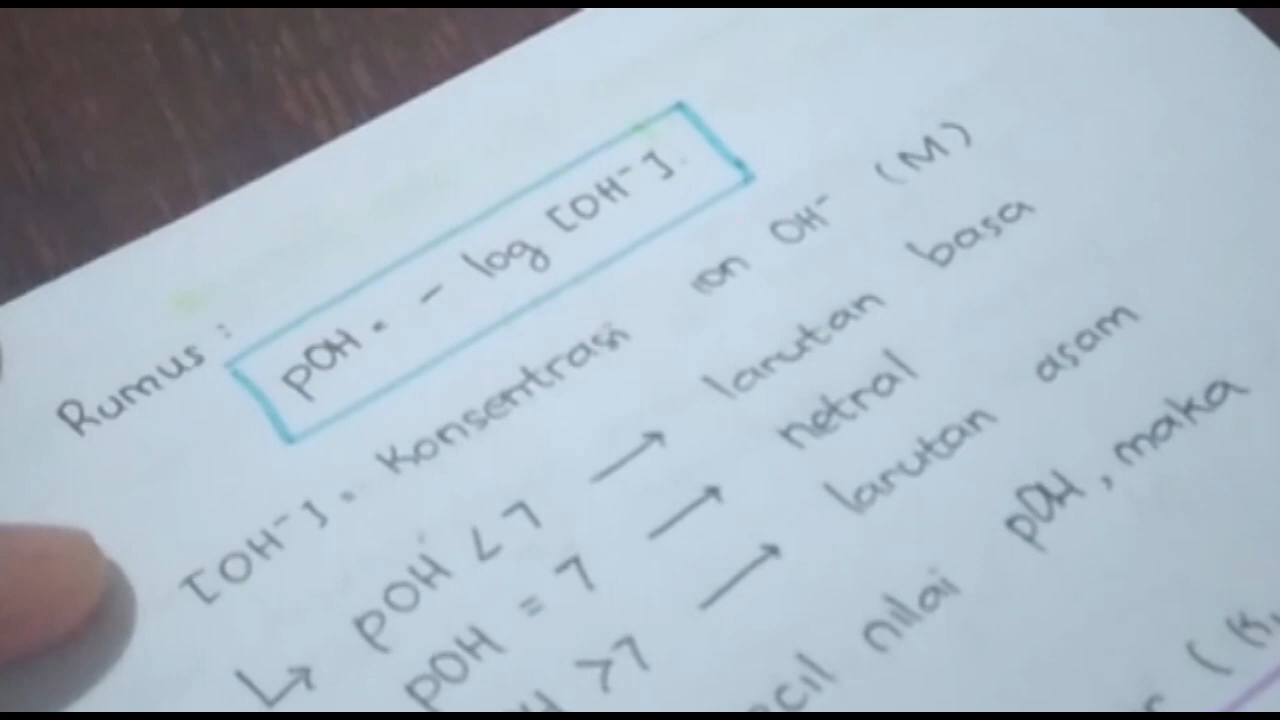 Rumus : pOH = - log [OH⁻].
[OH⁻] = Konsentrasi ion OH⁻ (M)
↳ pOH < 7 → larutan basa
pOH = 7 → netral
H > 7 → larutan asam
nilai pOH, maka